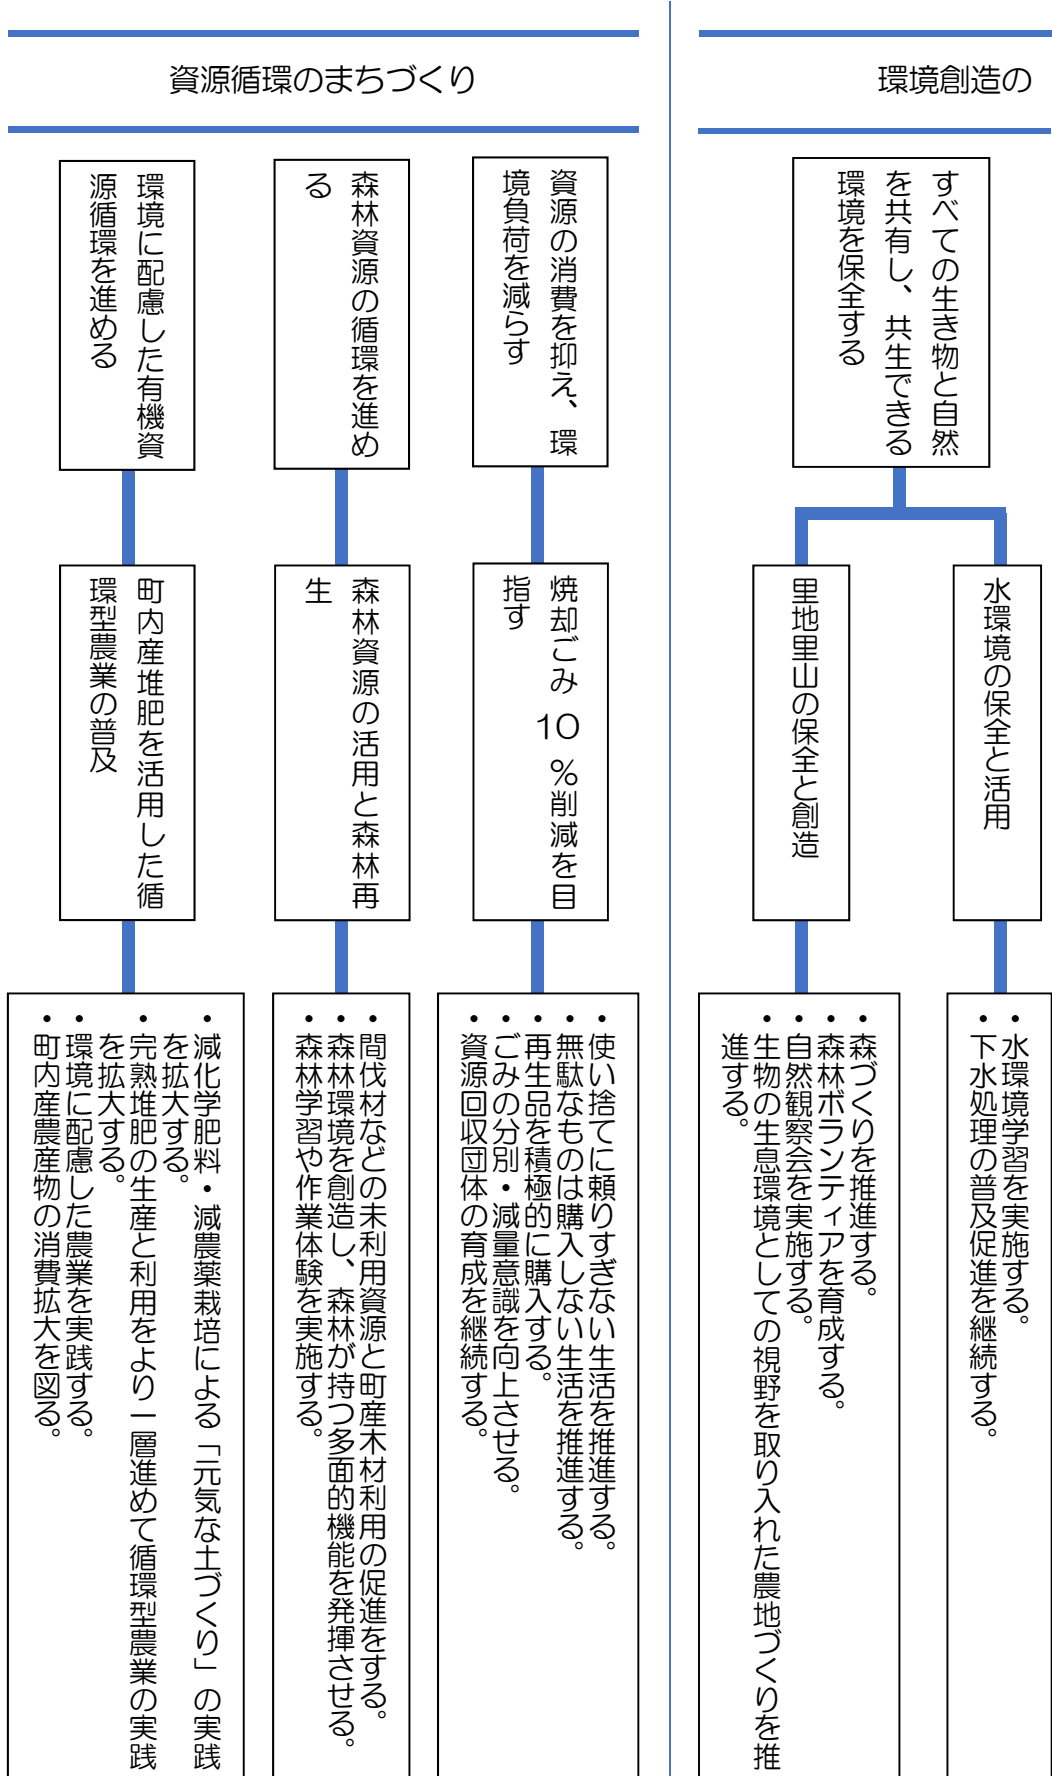 環境創造の
すべての生き物と自然
を共有し、共生できる
環境を保全する
水環境の保全と活用
・水環境学習を実施する。
・下水処理の普及促進を継続する。
里地里山の保全と創造
・森づくりを推進する。
・森林ボランティアを育成する。
・自然観察会を実施する。
・生物の生息環境としての視野を取り入れた農地づくりを推
進する。
資源循環のまちづくり
資源の消費を抑え、環
境負荷を減らす
焼却ごみ10%削減を目
指す
・使い捨てに頼りすぎない生活を推進する。
・無駄なものは購入しない生活を推進する。
・再生品を積極的に購入する。
・ごみの分別・減量意識を向上させる。
・資源回収団体の育成を継続する。
森林資源の循環を進め
る
森林資源の活用と森林再
生
・間伐材などの未利用資源と町産木材利用の促進をする。
・森林環境を創造し、森林が持つ多面的機能を発揮させる。
・森林学習や作業体験を実施する。
環境に配慮した有機資
源循環を進める
町内産堆肥を活用した循
環型農業の普及
・減化学肥料・減農薬栽培による「元気な土づくり」の実践
を拡大する。
・完熟堆肥の生産と利用をより一層進めて循環型農業の実践
を拡大する。
・環境に配慮した農業を実践する。
・町内産農産物の消費拡大を図る。